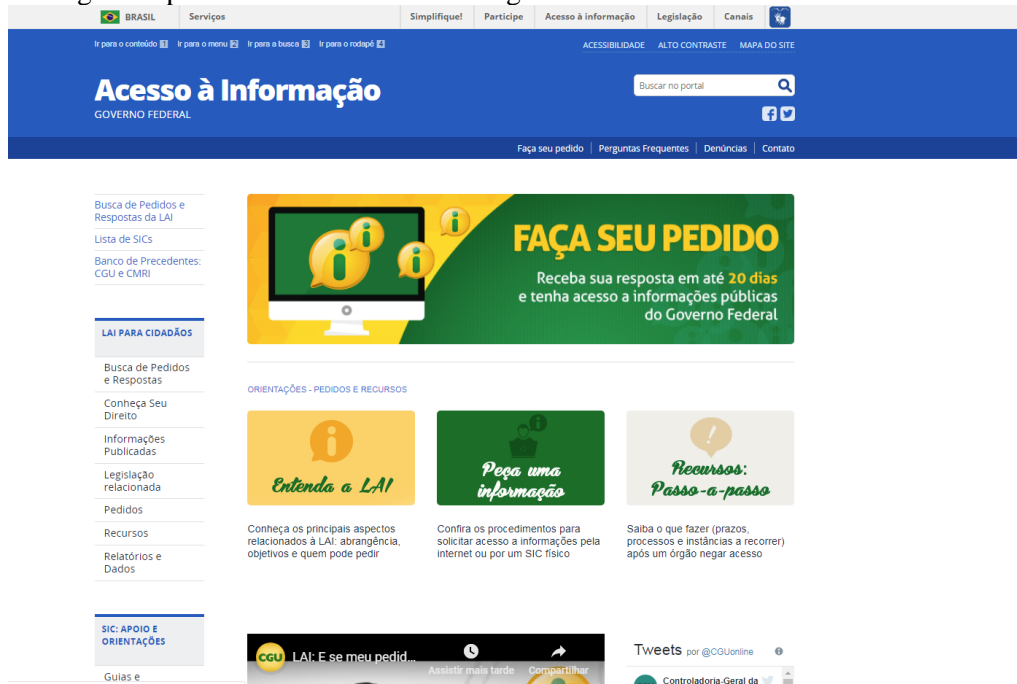 BRASIL Serviços Simplifique! Participe Acesso à informação Legislação Canais
Ir para o conteúdo 1 Ir para o menu 2 Ir para a busca 3 Ir para o rodapé 4 ACESSIBILIDADE ALTO CONTRASTE MAPA DO SITE
Acesso à Informação
GOVERNO FEDERAL
Buscar no portal
Faça seu pedido | Perguntas Frequentes | Denúncias | Contato
Busca de Pedidos e
Respostas da LAI
Lista de SICs
Banco de Precedentes:
CGU e CMRI
LAI PARA CIDADÃOS
Busca de Pedidos
e Respostas
Conheça Seu
Direito
Informações
Publicadas
Legislação
relacionada
Pedidos
Recursos
Relatórios e
Dados
SIC: APOIO E
ORIENTAÇÕES
Guias e
FAÇA SEU PEDIDO
Receba sua resposta em até 20 dias
e tenha acesso a informações públicas
do Governo Federal
ORIENTAÇÕES - PEDIDOS E RECURSOS
Entenda a LAI
Conheça os principais aspectos
relacionados à LAI: abrangência,
objetivos e quem pode pedir
Peça uma
informação
Confira os procedimentos para
solicitar acesso a informações pela
internet ou por um SIC físico
Recursos:
Passo-a-passo
Saiba o que fazer (prazos,
processos e instâncias a recorrer)
após um órgão negar acesso
CGU LAI: E se meu pedid...
Assistir mais tarde Compartilhar
Tweets por @CGUonline
Controladoria-Geral da